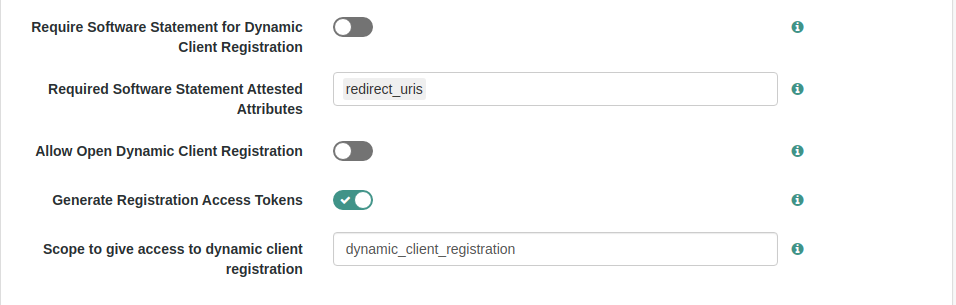 Require Software Statement for Dynamic
Client Registration
Required Software Statement Attested
Attributes
redirect_uris
Allow Open Dynamic Client Registration
Generate Registration Access Tokens
Scope to give access to dynamic client
registration
dynamic_client_registration